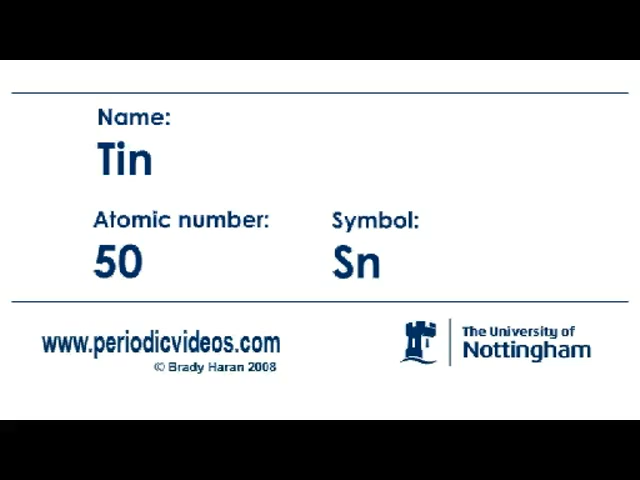 Name:
Tin
Atomic number: Symbol:
50 Sn
www.periodicvideos.com
© Brady Haran 2008
The University of
Nottingham